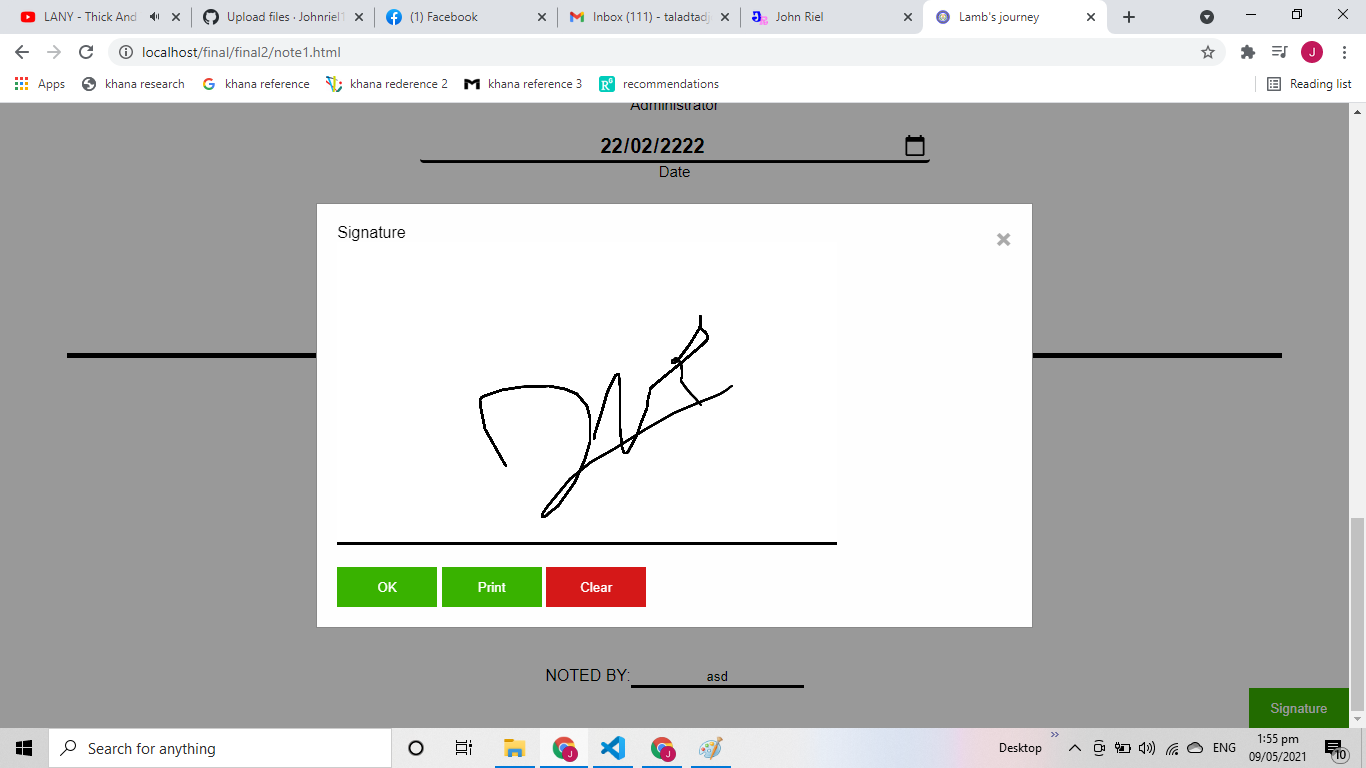 LANY - Thick And
Upload files · Johnriel1
(1) Facebook
Inbox (111) - taladtadj
John Riel
Lamb's journey
localhost/final/final2/note1.html
J
Apps
khana research
khana reference
khana rederence 2
khana reference 3
recommendations
Reading list
Administrator
22/02/2222
Date
Signature
OK
Print
Clear
NOTED BY: asd
Signature
Search for anything
Desktop
ENG
1:55 pm
09/05/2021
10